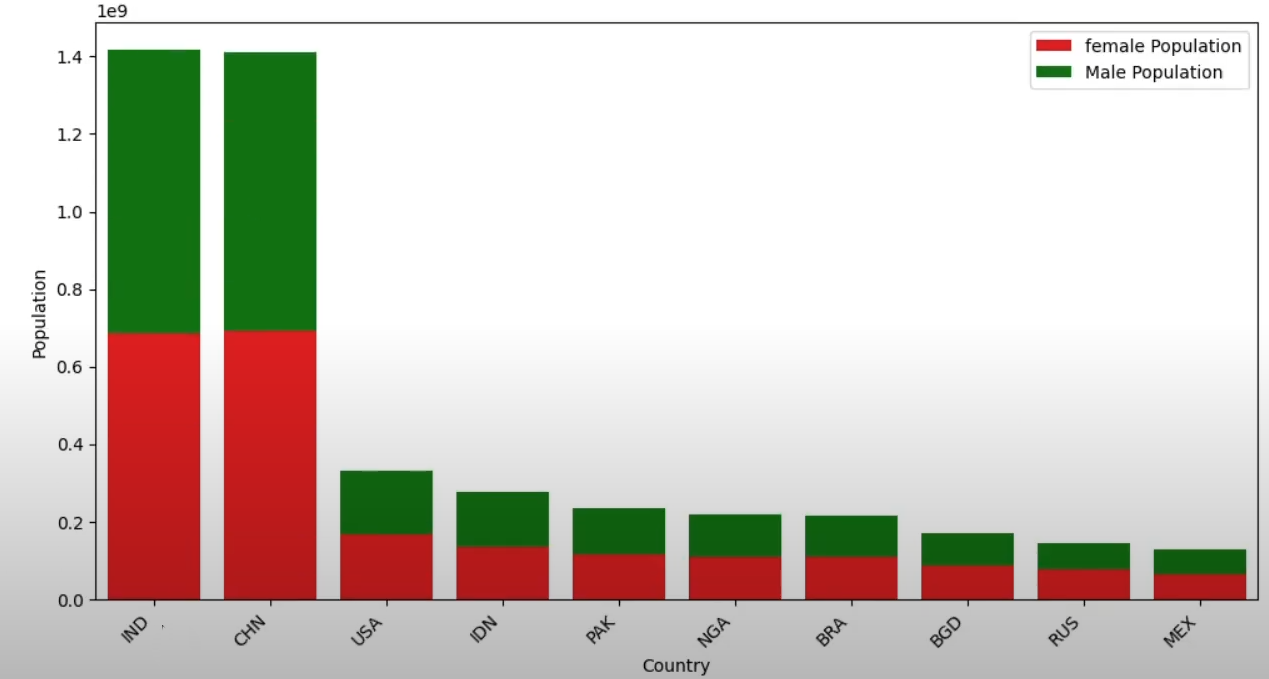 1e9
female Population
Male Population
1.4
1.2
1.0
0.8
0.6
0.4
0.2
0.0
Population
IND
CHN
USA
IDN
PAK
NGA
BRA
BGD
RUS
MEX
Country